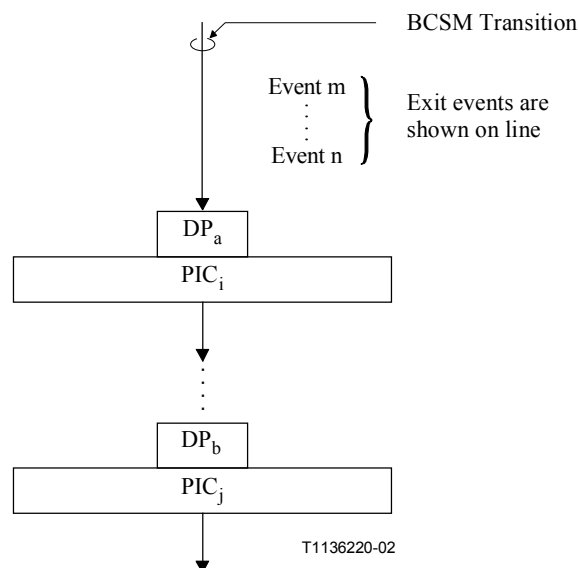 BCSM Transition
Event m
Event n
Exit events are
shown on line
DPa
PICi
DPb
PICj
T1136220-02